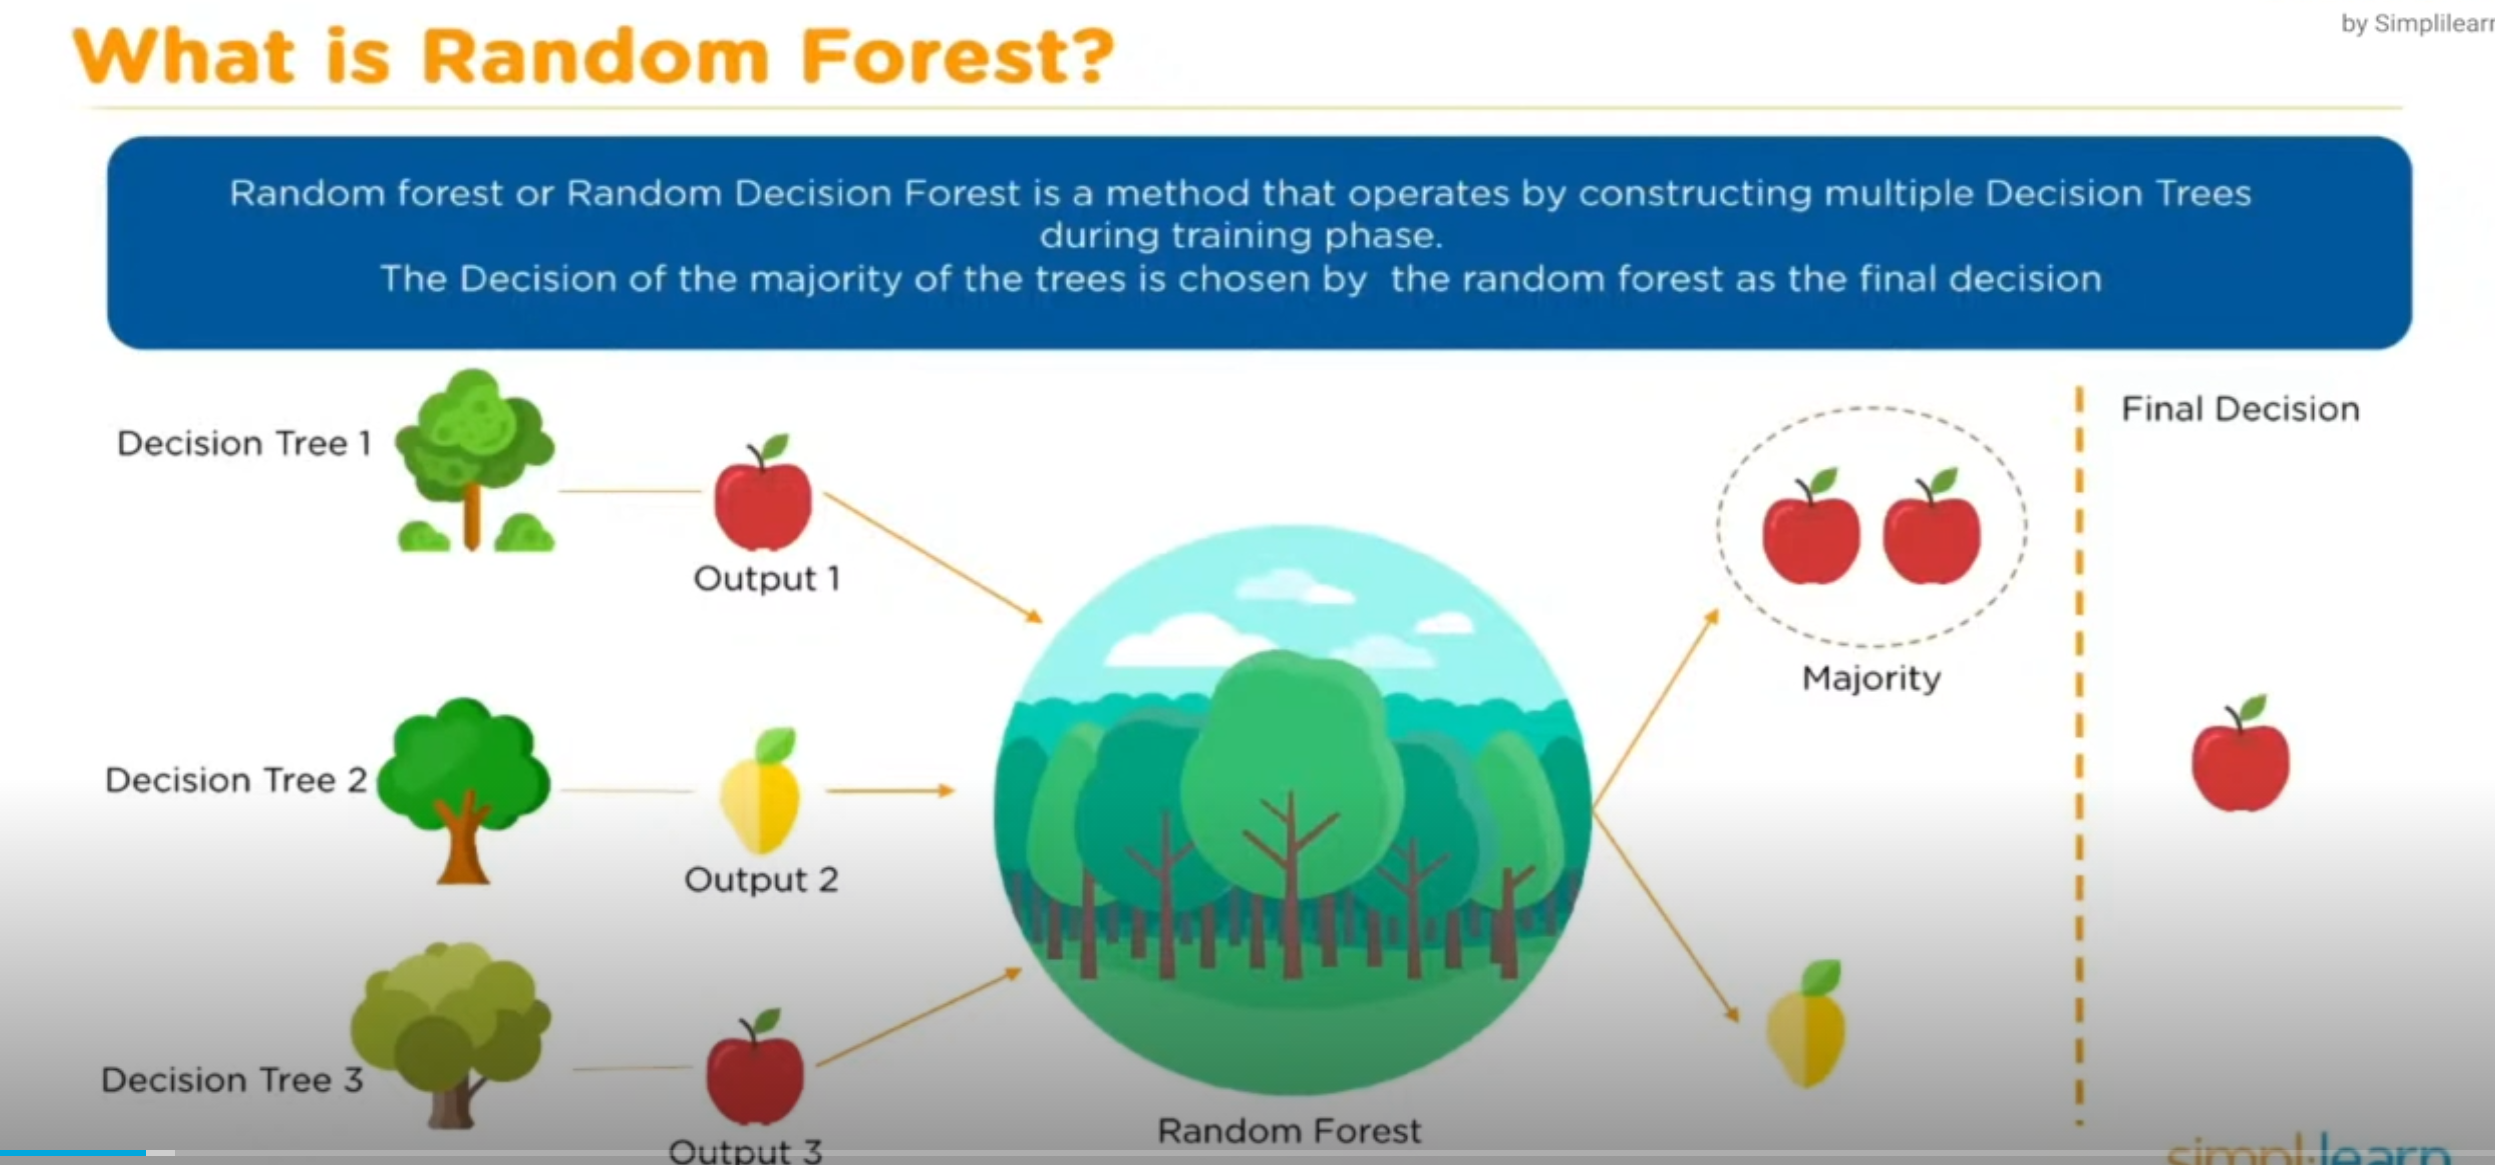 What is Random Forest?
by Simplilearn
Random forest or Random Decision Forest is a method that operates by constructing multiple Decision Trees
during training phase.
The Decision of the majority of the trees is chosen by the random forest as the final decision
Decision Tree 1
Output 1
Majority
Final Decision
Decision Tree 2
Output 2
Decision Tree 3
Output 3
Random Forest
simplilearn